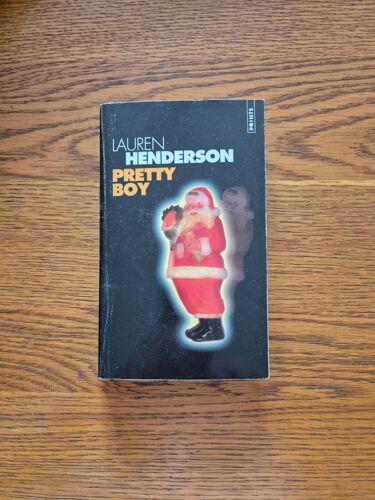 POINTS
LAUREN
HENDERSON
PRETTY
BOY